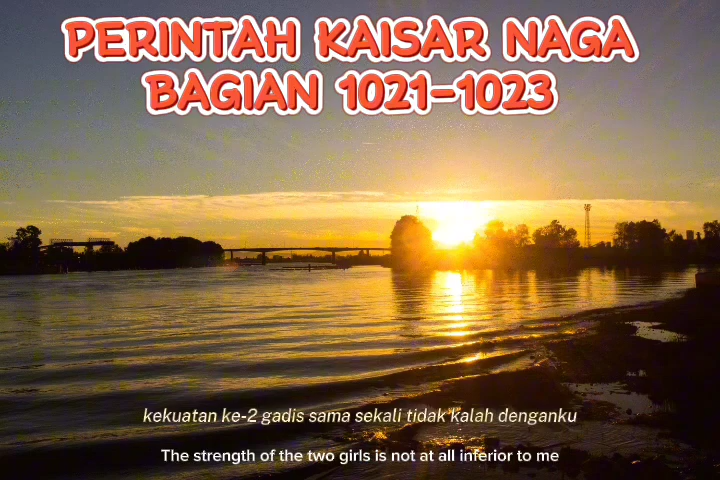 PERINTAH KAISAR NAGA
BAGIAN 1021-1023
kekuatan ke-2 gadis sama sekali tidak kalah denganku
The strength of the two girls is not at all inferior to me